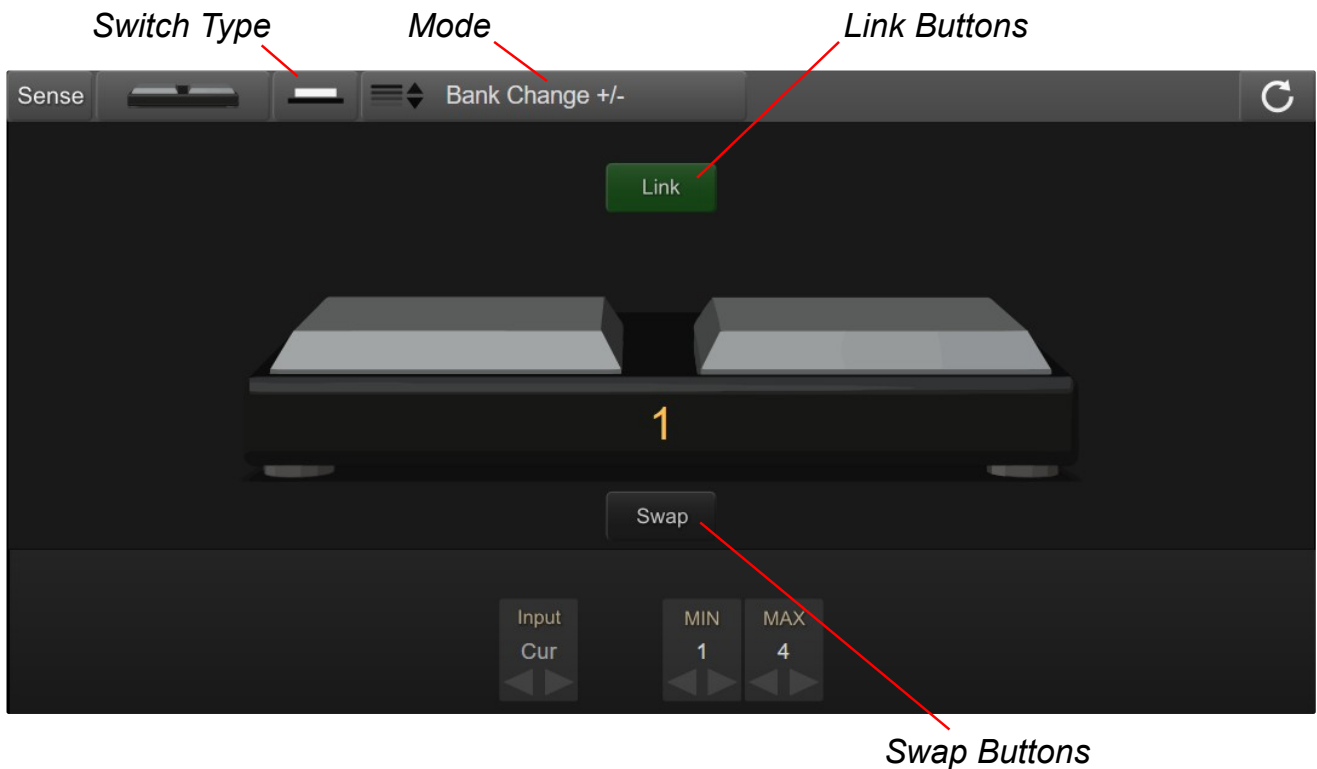 Switch Type Mode Link Buttons
Sense Bank Change +/-
Link
1
Swap
Input MIN MAX
Cur 1 4
Swap Buttons